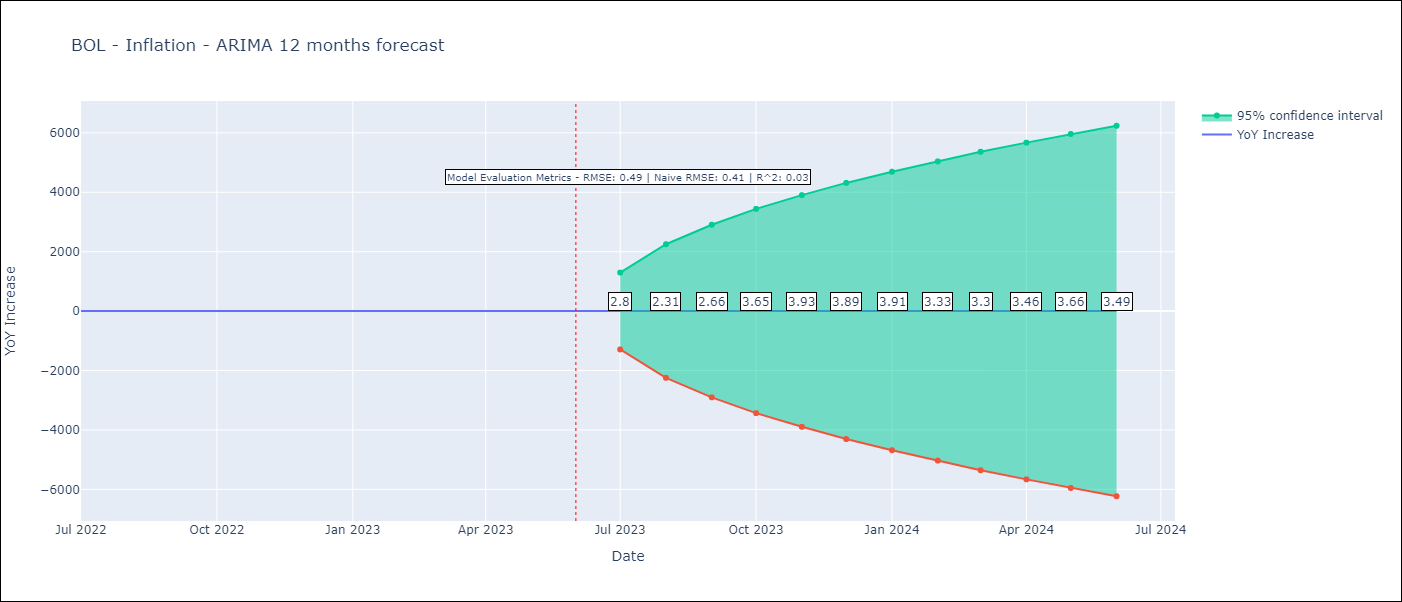 BOL - Inflation - ARIMA 12 months forecast
95% confidence interval
YoY Increase
Model Evaluation Metrics - RMSE: 0.49 | Naive RMSE: 0.41 | R^2: 0.03
6000
4000
2000
0
−2000
−4000
−6000
YoY Increase
2.8 2.31 2.66 3.65 3.93 3.89 3.91 3.33 3.3 3.46 3.66 3.49
Jul 2022 Oct 2022 Jan 2023 Apr 2023 Jul 2023 Oct 2023 Jan 2024 Apr 2024 Jul 2024
Date